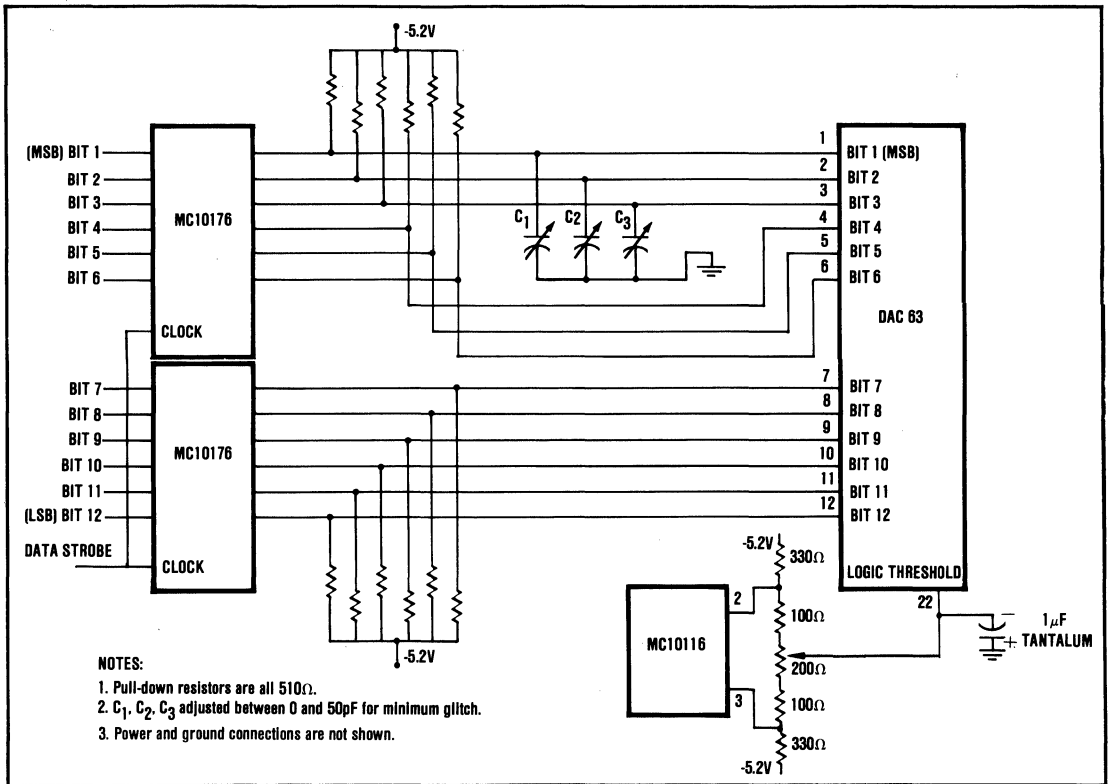 -5.2V
(MSB) BIT 1
BIT 2
BIT 3
BIT 4
BIT 5
BIT 6
MC10176
CLOCK
C1
C2
C3
1
2
3
4
5
6
BIT 1 (MSB)
BIT 2
BIT 3
BIT 4
BIT 5
BIT 6
DAC 63
BIT 7
BIT 8
BIT 9
BIT 10
BIT 11
(LSB) BIT 12
DATA STROBE
MC10176
CLOCK
7
8
9
10
11
12
BIT 7
BIT 8
BIT 9
BIT 10
BIT 11
BIT 12
LOGIC THRESHOLD
22
-5.2V
-5.2V
330Ω
100Ω
200Ω
100Ω
330Ω
-5.2V
MC10116
2
3
−
1μF
+ TANTALUM
NOTES:
1. Pull-down resistors are all 510Ω.
2. C1, C2, C3 adjusted between 0 and 50pF for minimum glitch.
3. Power and ground connections are not shown.